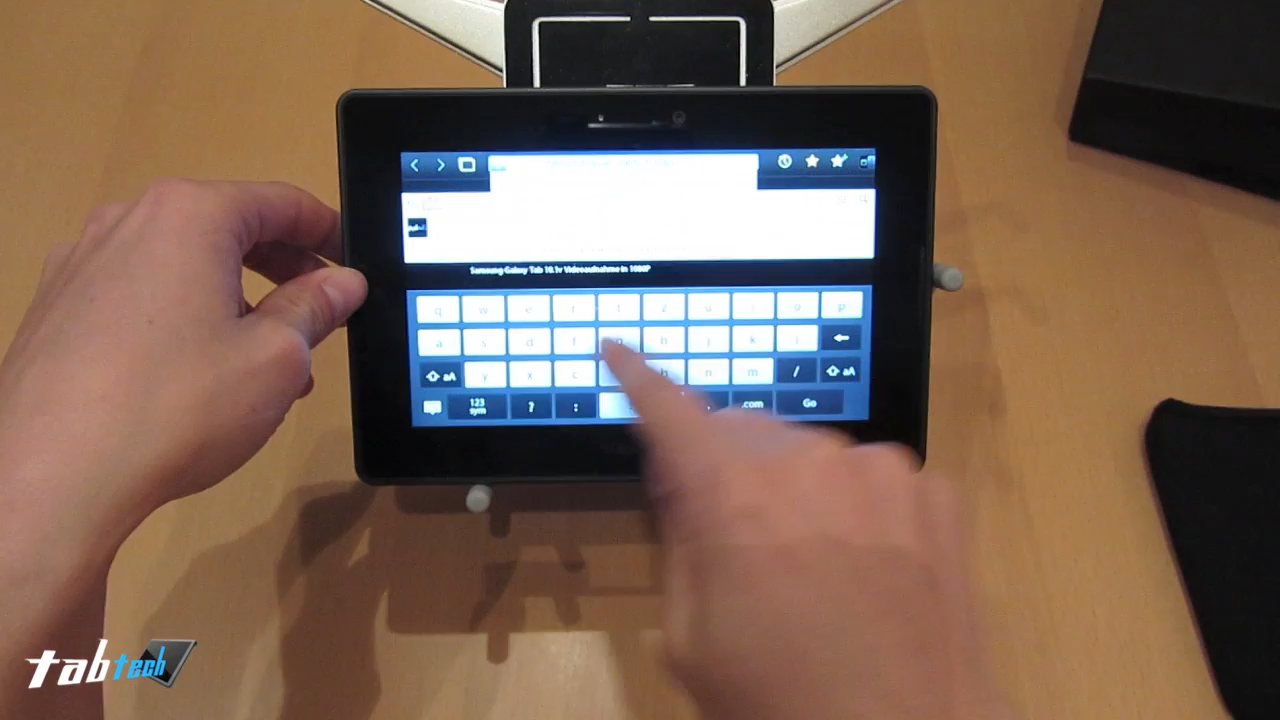 Samsung Galaxy Tab 10.1v Videoaufnahme in 1080P
q w e r t z u i o p
a s d f g h j k l
aA y x c b n m / aA
123 sym ? : . .com Go
tabtech